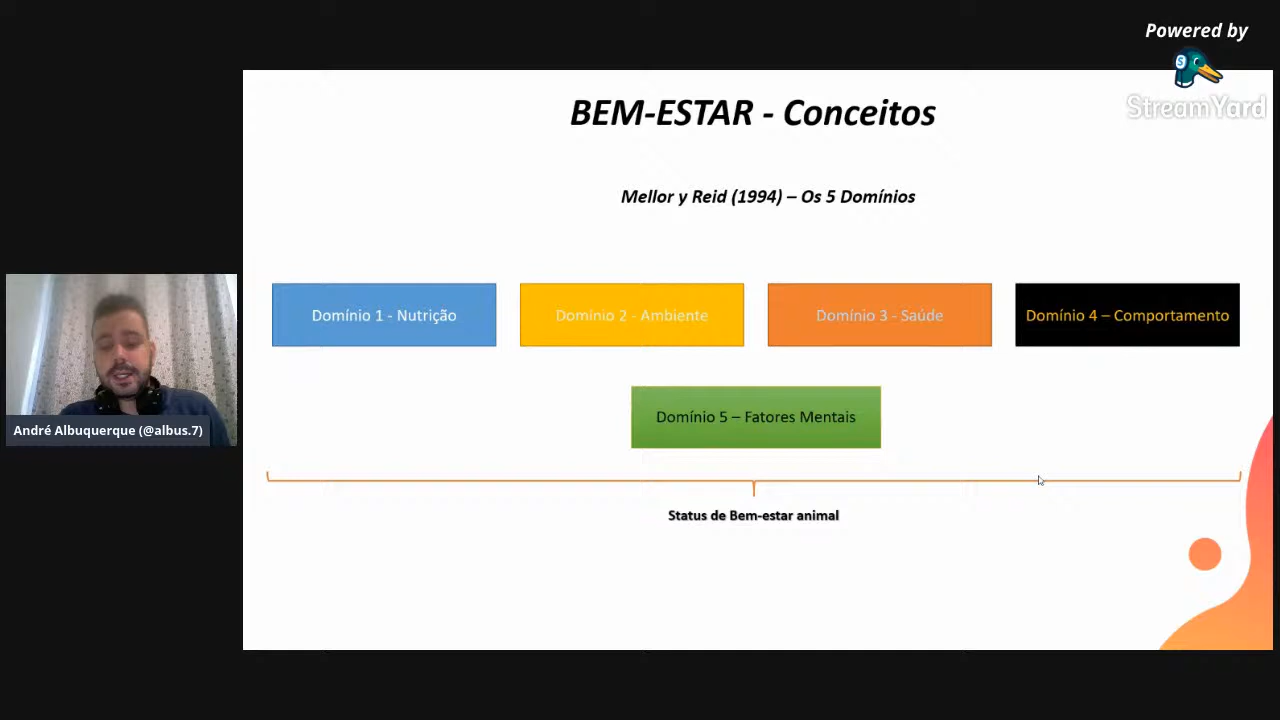 Powered by
StreamYard
BEM-ESTAR - Conceitos
Mellor y Reid (1994) – Os 5 Domínios
Domínio 1 - Nutrição
Domínio 2 - Ambiente
Domínio 3 - Saúde
Domínio 4 – Comportamento
Domínio 5 – Fatores Mentais
André Albuquerque (@albus.7)
Status de Bem-estar animal